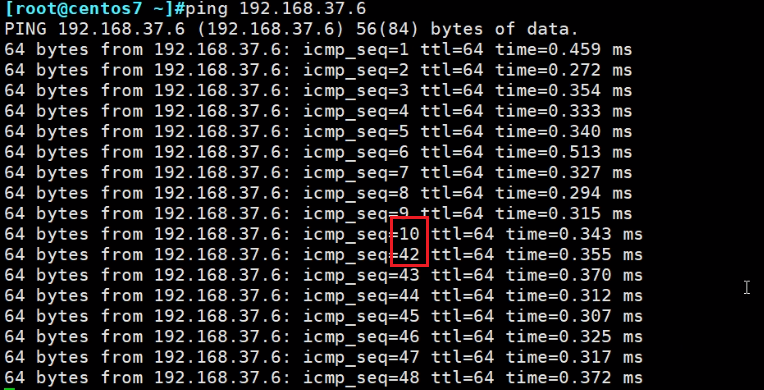 [root@centos7 ~]#ping 192.168.37.6
PING 192.168.37.6 (192.168.37.6) 56(84) bytes of data.
64 bytes from 192.168.37.6: icmp_seq=1 ttl=64 time=0.459 ms
64 bytes from 192.168.37.6: icmp_seq=2 ttl=64 time=0.272 ms
64 bytes from 192.168.37.6: icmp_seq=3 ttl=64 time=0.354 ms
64 bytes from 192.168.37.6: icmp_seq=4 ttl=64 time=0.333 ms
64 bytes from 192.168.37.6: icmp_seq=5 ttl=64 time=0.340 ms
64 bytes from 192.168.37.6: icmp_seq=6 ttl=64 time=0.513 ms
64 bytes from 192.168.37.6: icmp_seq=7 ttl=64 time=0.327 ms
64 bytes from 192.168.37.6: icmp_seq=8 ttl=64 time=0.294 ms
64 bytes from 192.168.37.6: icmp_seq=9 ttl=64 time=0.315 ms
64 bytes from 192.168.37.6: icmp_seq=10 ttl=64 time=0.343 ms
64 bytes from 192.168.37.6: icmp_seq=42 ttl=64 time=0.355 ms
64 bytes from 192.168.37.6: icmp_seq=43 ttl=64 time=0.370 ms
64 bytes from 192.168.37.6: icmp_seq=44 ttl=64 time=0.312 ms
64 bytes from 192.168.37.6: icmp_seq=45 ttl=64 time=0.307 ms
64 bytes from 192.168.37.6: icmp_seq=46 ttl=64 time=0.325 ms
64 bytes from 192.168.37.6: icmp_seq=47 ttl=64 time=0.317 ms
64 bytes from 192.168.37.6: icmp_seq=48 ttl=64 time=0.372 ms